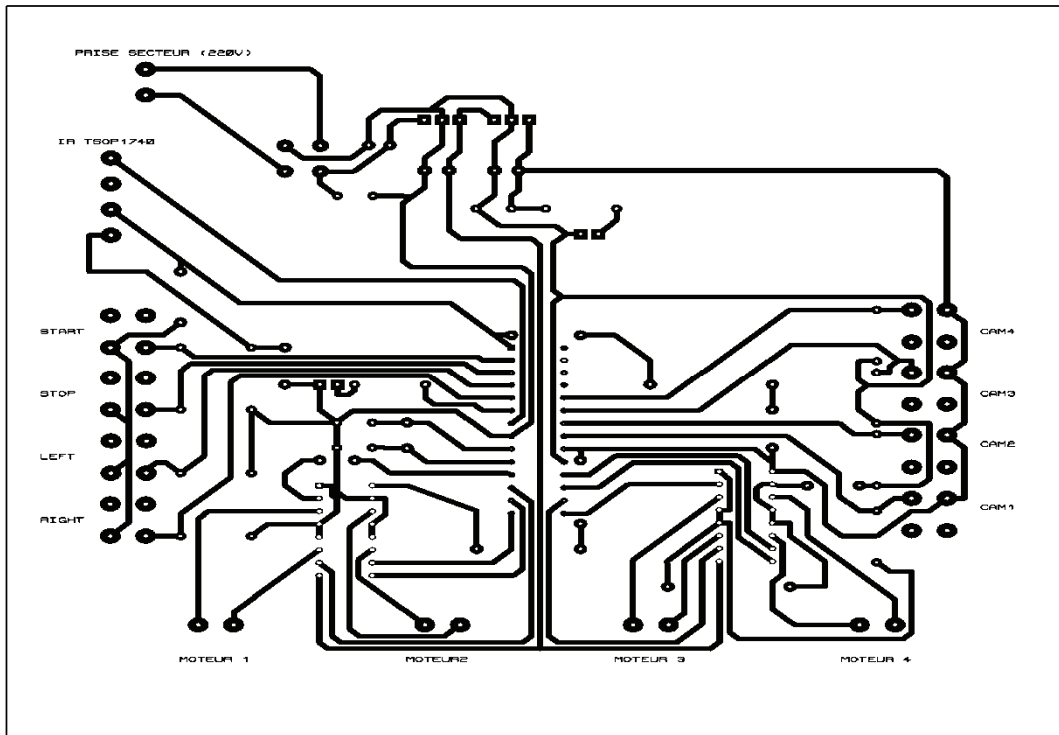 PRISE SECTEUR (220V)
IR TSOP1740
START
STOP
LEFT
RIGHT
CAM4
CAM3
CAM2
CAM1
MOTEUR 1
MOTEUR2
MOTEUR 3
MOTEUR 4